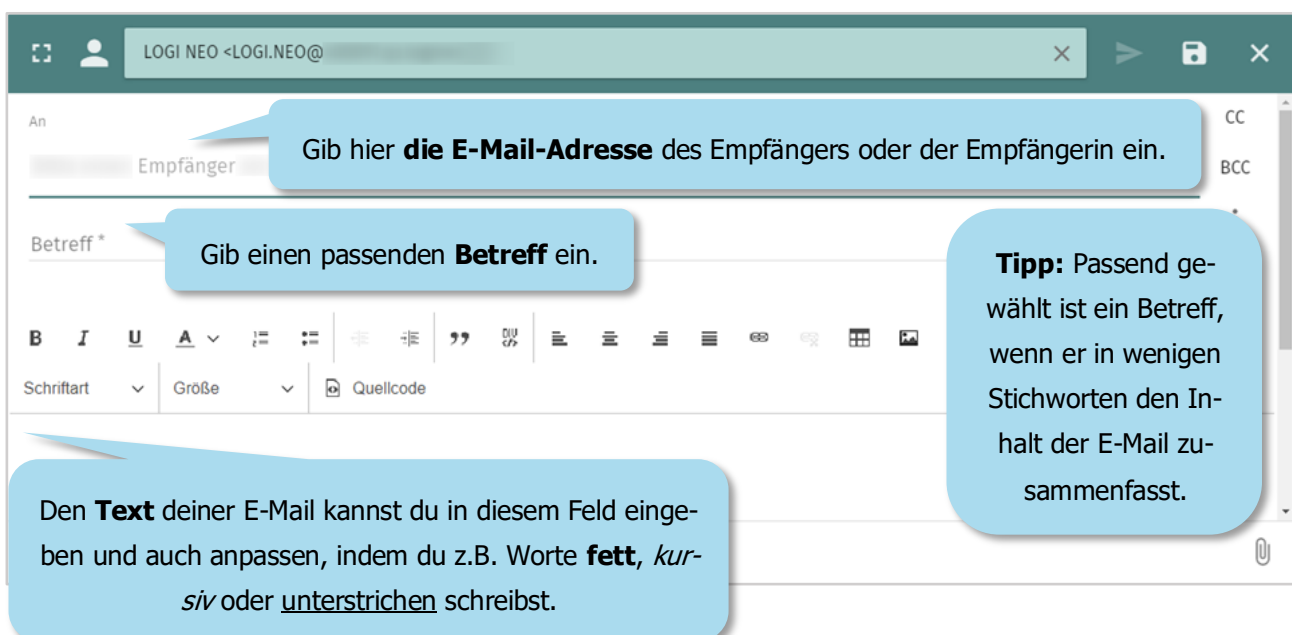 LOGI NEO <LOGI.NEO@
An
CC
Gib hier die E-Mail-Adresse des Empfängers oder der Empfängerin ein.
Empfänger
BCC
Betreff *
Gib einen passenden Betreff ein.
Tipp: Passend ge-
wählt ist ein Betreff,
wenn er in wenigen
Stichworten den In-
halt der E-Mail zu-
sammenfasst.
B I U A
Schriftart Größe Quellcode
Den Text deiner E-Mail kannst du in diesem Feld einge-
ben und auch anpassen, indem du z.B. Worte fett, kur-
siv oder unterstrichen schreibst.